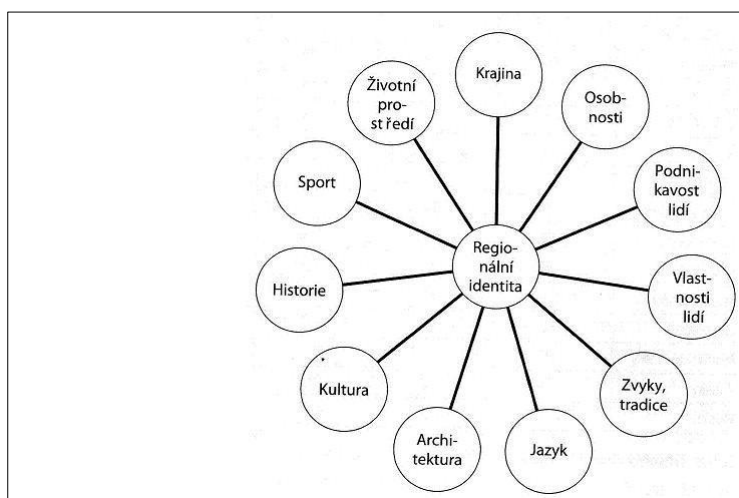 Krajina
Osob-
nosti
Podni-
kavost
lidí
Vlast-
nosti
lidí
Zvyky,
tradice
Jazyk
Archi-
tektura
Kultura
Historie
Sport
Životní
pro-
st ředí
Regio-
nální
identita